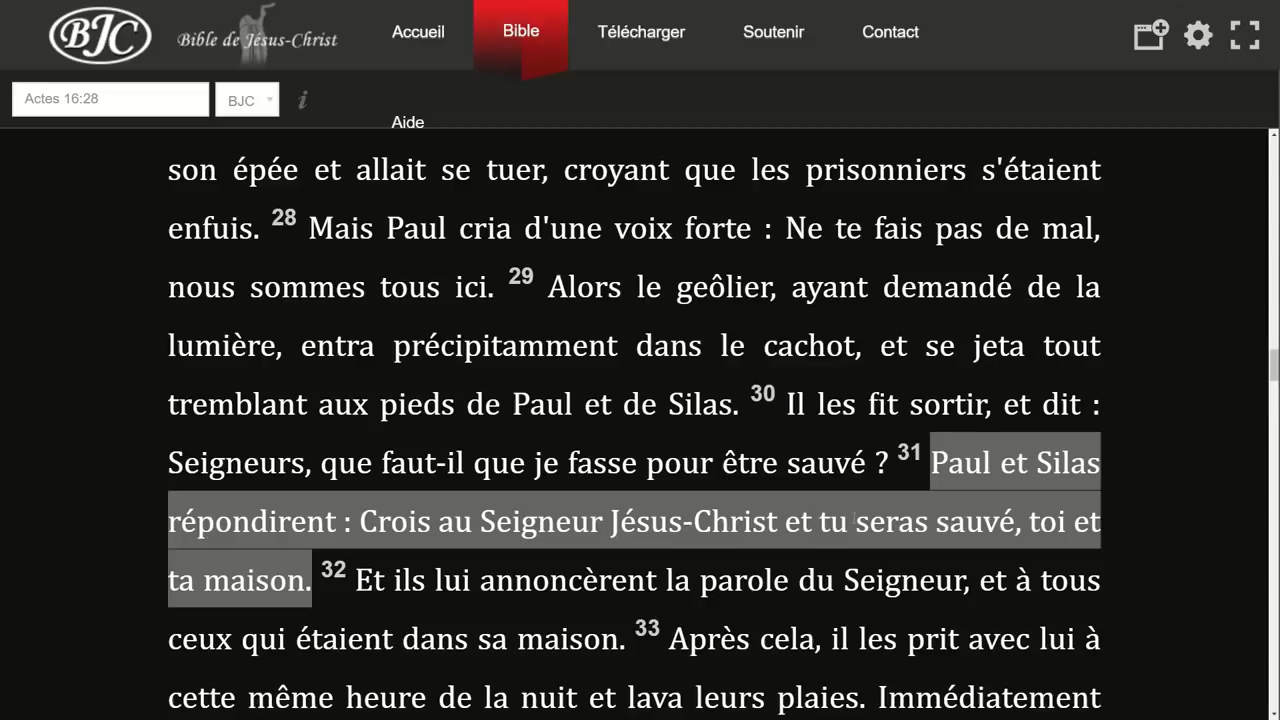 BJC Bible de Jésus-Christ Accueil Bible Télécharger Soutenir Contact
Actes 16:28 BJC i
Aide
son épée et allait se tuer, croyant que les prisonniers s'étaient
enfuis. 28 Mais Paul cria d'une voix forte : Ne te fais pas de mal,
nous sommes tous ici. 29 Alors le geôlier, ayant demandé de la
lumière, entra précipitamment dans le cachot, et se jeta tout
tremblant aux pieds de Paul et de Silas. 30 Il les fit sortir, et dit :
Seigneurs, que faut-il que je fasse pour être sauvé ? 31 Paul et Silas
répondirent : Crois au Seigneur Jésus-Christ et tu seras sauvé, toi et
ta maison. 32 Et ils lui annoncèrent la parole du Seigneur, et à tous
ceux qui étaient dans sa maison. 33 Après cela, il les prit avec lui à
cette même heure de la nuit et lava leurs plaies. Immédiatement